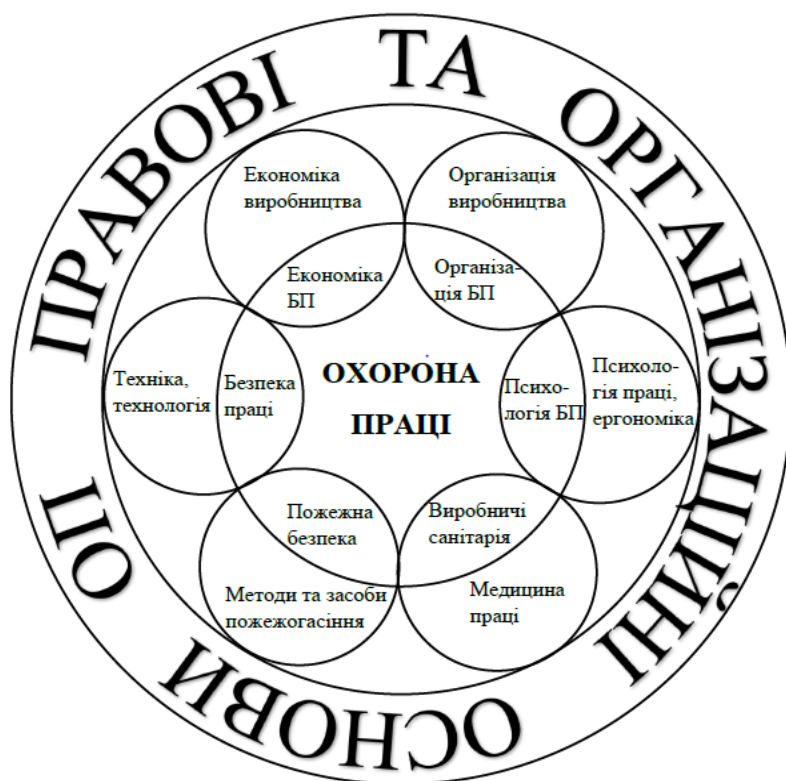 ПРАВОВІ ТА ОРГАНІЗАЦІЙНІ ОСНОВИ ОП
Економіка
виробництва
Організація
виробництва
Економіка
БП
Організа-
ція БП
Техніка,
технологія
Безпека
праці
ОХОРОНА
ПРАЦІ
Психо-
логія БП
Психоло-
гія праці,
ергономіка
Пожежна
безпека
Виробничі
санітарія
Методи та засоби
пожежогасіння
Медицина
праці